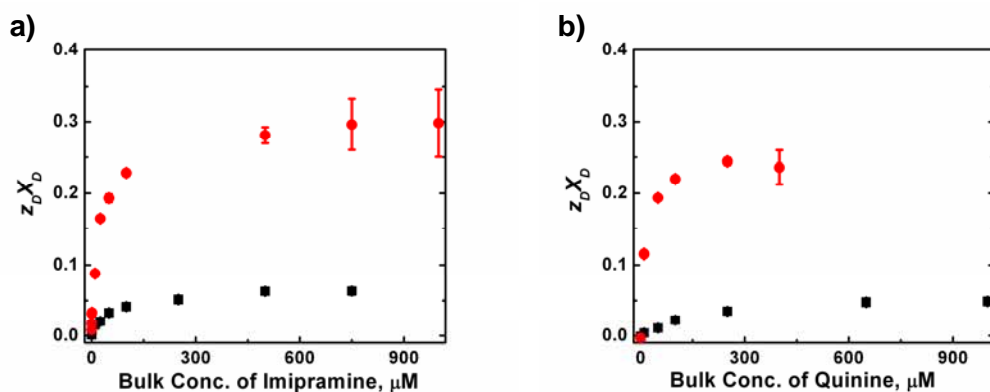 a)
0.4
0.3
0.2
0.1
0.0
z_D X_D
0 300 600 900
Bulk Conc. of Imipramine, μM
b)
0.4
0.3
0.2
0.1
0.0
z_D X_D
0 300 600 900
Bulk Conc. of Quinine, μM